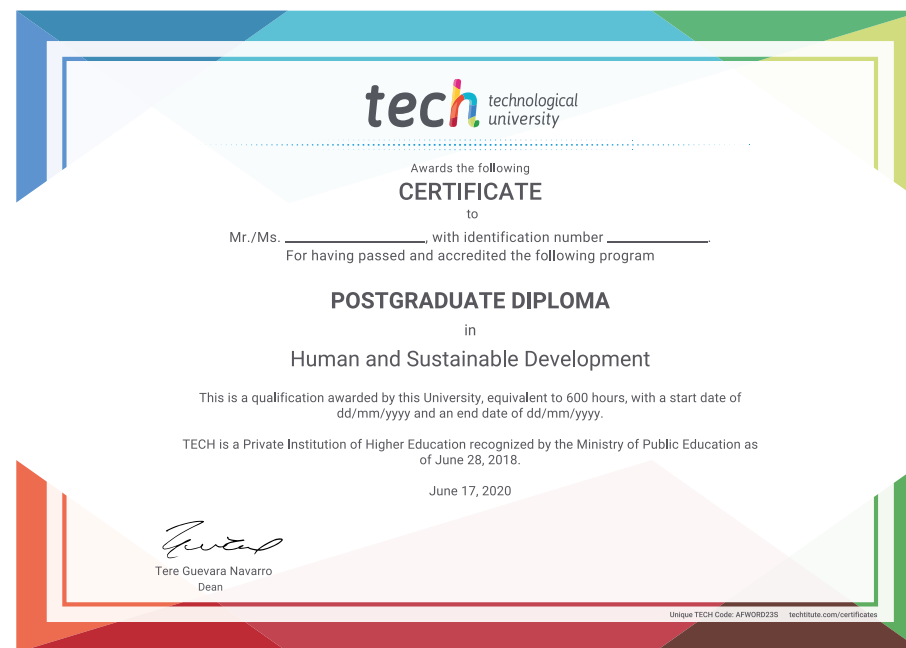 tech technological
university
Awards the following
CERTIFICATE
to
Mr./Ms. ____________________, with identification number ______________.
For having passed and accredited the following program
POSTGRADUATE DIPLOMA
in
Human and Sustainable Development
This is a qualification awarded by this University, equivalent to 600 hours, with a start date of
dd/mm/yyyy and an end date of dd/mm/yyyy.
TECH is a Private Institution of Higher Education recognized by the Ministry of Public Education as
of June 28, 2018.
June 17, 2020
Tere Guevara Navarro
Dean
Unique TECH Code: AFWORD23S techtitute.com/certificates